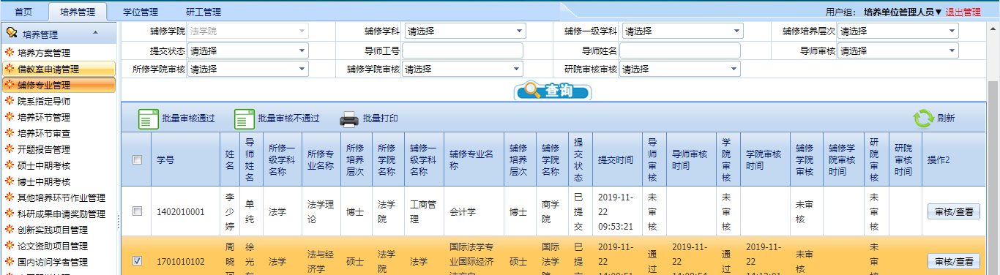 首页 培养管理 学位管理 研工管理 用户组： 培养单位管理人员▼ 退出管理
培养管理
培养方案管理
借教室申请管理
辅修专业管理
院系指定导师
培养环节管理
培养环节审查
开题报告管理
硕士中期考核
博士中期考核
其他培养环节作业管理
科研成果申请奖励管理
创新实践项目管理
论文资助项目管理
国内访问学者管理
辅修学院 法学院 辅修学科 请选择 辅修一级学科 请选择 辅修培养层次 请选择
提交状态 请选择 导师工号 导师姓名 导师审核 请选择
所修学院审核 请选择 辅修学院审核 请选择 研院审核审核 请选择
查询
批量审核通过 批量审核不通过 批量打印 刷新
学号 姓名 导师姓名 所修一级学科名称 所修专业名称 所修培养层次 所修学院名称 辅修一级学科名称 辅修专业名称 辅修培养层次 辅修学院名称 提交状态 提交时间 导师审核 导师审核时间 学院审核 学院审核时间 辅修学院审核 辅修学院审核时间 研院审核 研院审核时间 操作2
1402010001 李少婷 单纯 法学 法学理论 博士 法学院 工商管理 会计学 博士 商学院 已提交 2019-11-22 09:53:21 未审核 未审核 未审核 未审核 审核/查看
1701010102 周晓 徐光 法学 法与经济学 硕士 法学院 法学 国际法学专业国际经济 硕士 国际法学 已提交 2019-11-22 通过 2019-11-22 通过 2019-11-22 未审核 未审 审核/查看